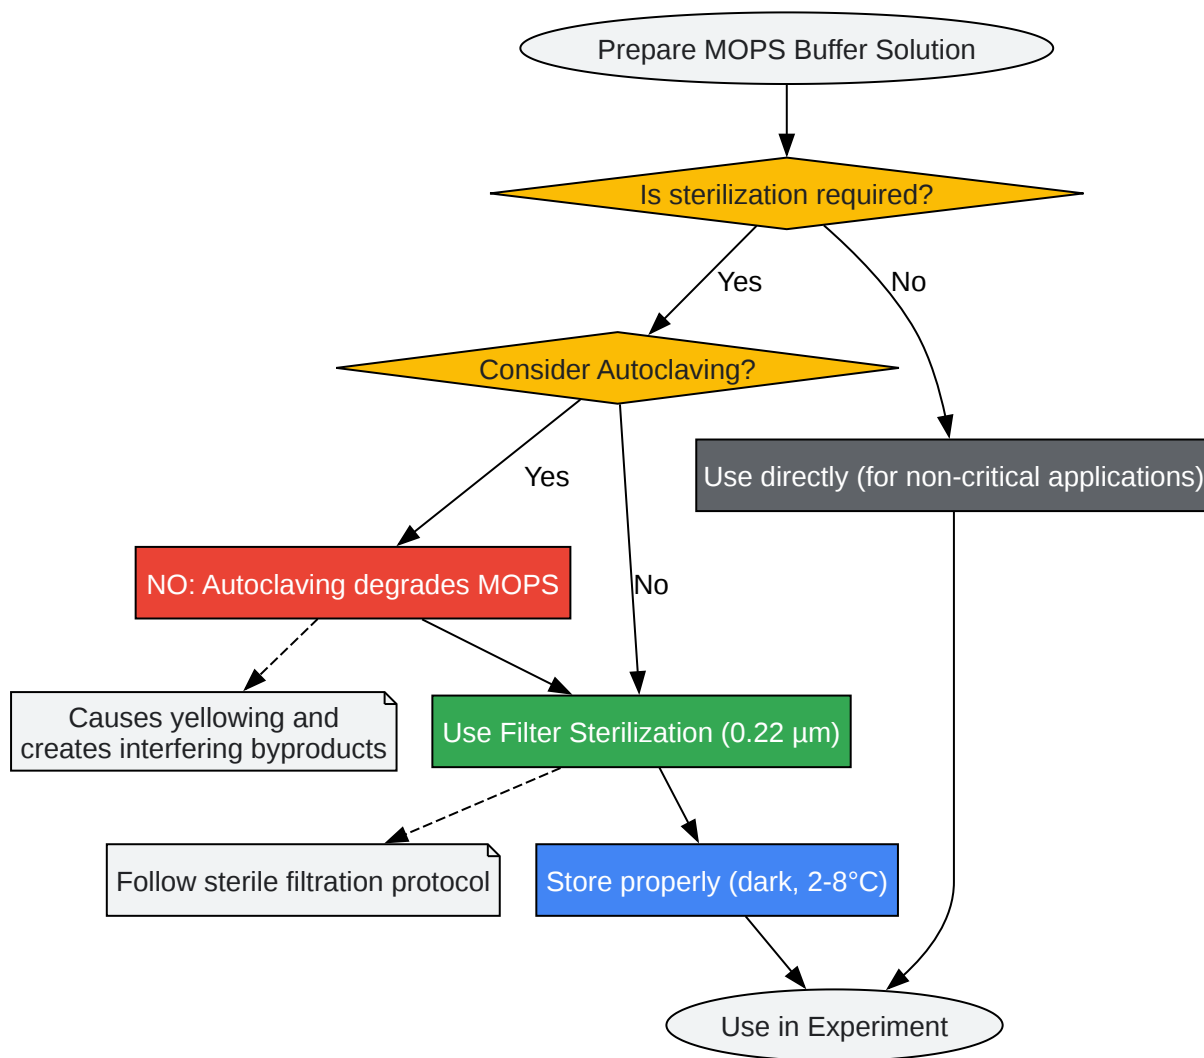 Prepare MOPS Buffer Solution
Is sterilization required?
Yes
No
Consider Autoclaving?
Yes
Use directly (for non-critical applications)
NO: Autoclaving degrades MOPS
No
Causes yellowing and
creates interfering byproducts
Use Filter Sterilization (0.22 µm)
Follow sterile filtration protocol
Store properly (dark, 2-8°C)
Use in Experiment